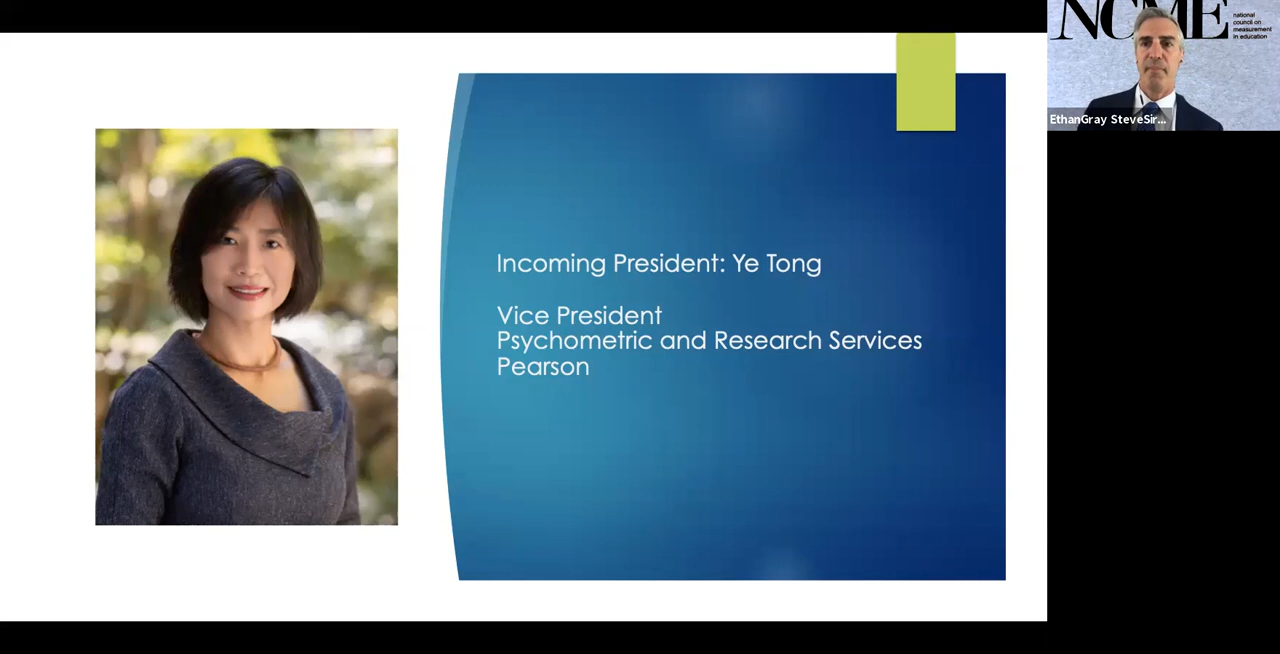 Incoming President: Ye Tong
Vice President
Psychometric and Research Services
Pearson
NCME
national
council on
measurement
in education
EthanGray SteveSir...